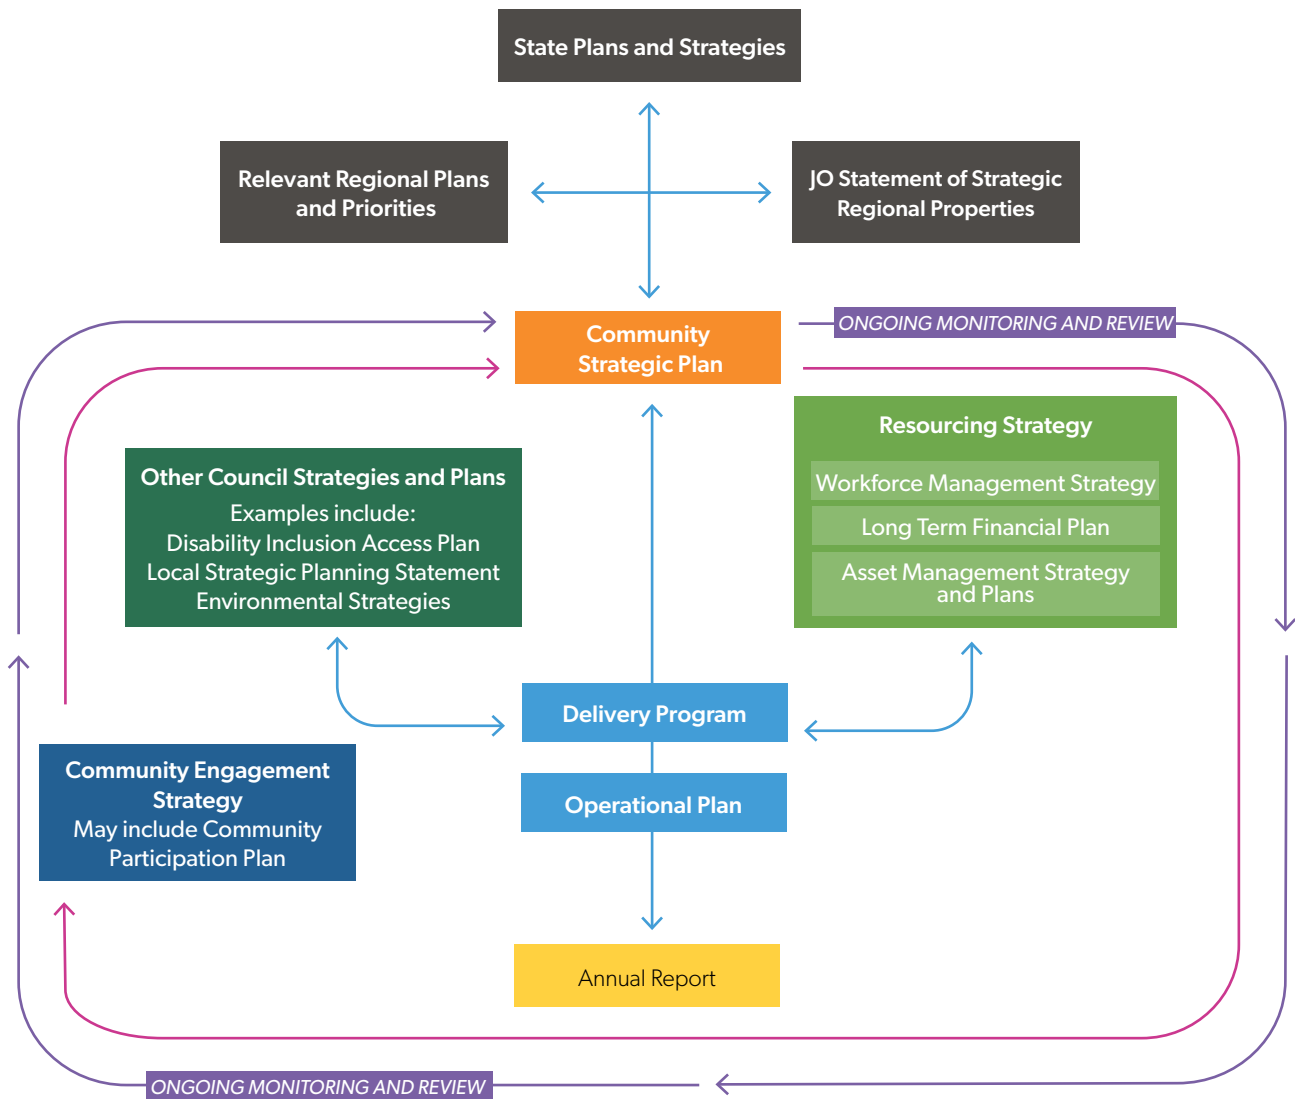 State Plans and Strategies
Relevant Regional Plans
and Priorities
JO Statement of Strategic
Regional Properties
Community
Strategic Plan
ONGOING MONITORING AND REVIEW
Resourcing Strategy
Workforce Management Strategy
Long Term Financial Plan
Asset Management Strategy
and Plans
Other Council Strategies and Plans
Examples include:
Disability Inclusion Access Plan
Local Strategic Planning Statement
Environmental Strategies
Delivery Program
Community Engagement
Strategy
May include Community
Participation Plan
Operational Plan
Annual Report
ONGOING MONITORING AND REVIEW